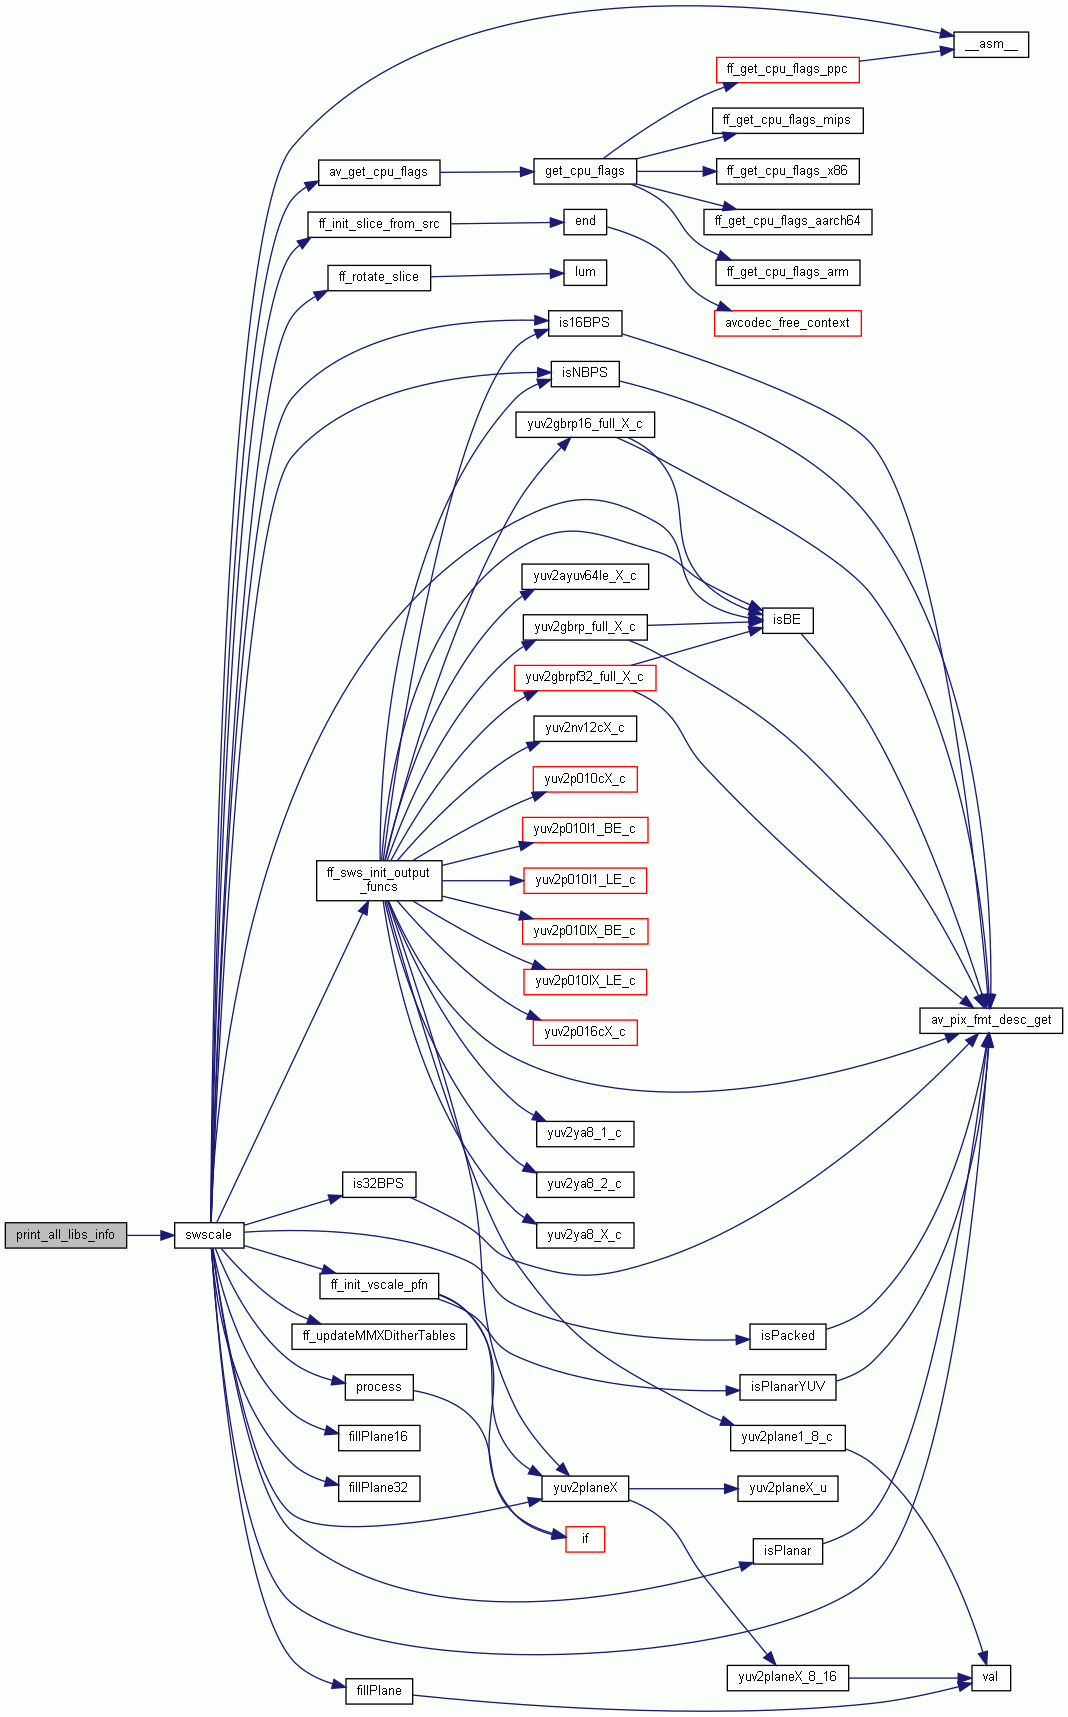 __asm__
ff_get_cpu_flags_ppc
ff_get_cpu_flags_mips
av_get_cpu_flags
get_cpu_flags
ff_get_cpu_flags_x86
ff_init_slice_from_src
end
ff_get_cpu_flags_aarch64
ff_rotate_slice
lum
ff_get_cpu_flags_arm
is16BPS
avcodec_free_context
isNBPS
yuv2gbrp16_full_X_c
yuv2ayuv64le_X_c
yuv2gbrp_full_X_c
isBE
yuv2gbrpf32_full_X_c
yuv2nv12cX_c
yuv2p010cX_c
yuv2p010l1_BE_c
ff_sws_init_output
_funcs
yuv2p010l1_LE_c
yuv2p010lX_BE_c
yuv2p010lX_LE_c
yuv2p016cX_c
av_pix_fmt_desc_get
yuv2ya8_1_c
is32BPS
yuv2ya8_2_c
print_all_libs_info
swscale
yuv2ya8_X_c
ff_init_vscale_pfn
ff_updateMMXDitherTables
isPacked
process
isPlanarYUV
fillPlane16
yuv2plane1_8_c
fillPlane32
yuv2planeX
yuv2planeX_u
if
isPlanar
fillPlane
yuv2planeX_8_16
val